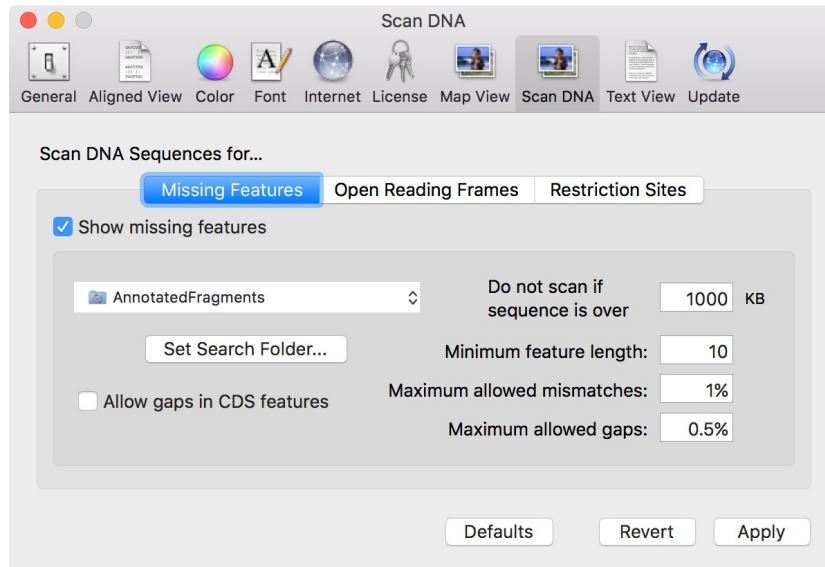 Scan DNA
General Aligned View Color Font Internet License Map View Scan DNA Text View Update
Scan DNA Sequences for...
Missing Features Open Reading Frames Restriction Sites
Show missing features
AnnotatedFragments
Do not scan if
sequence is over 1000 KB
Set Search Folder...
Minimum feature length: 10
Allow gaps in CDS features
Maximum allowed mismatches: 1%
Maximum allowed gaps: 0.5%
Defaults Revert Apply